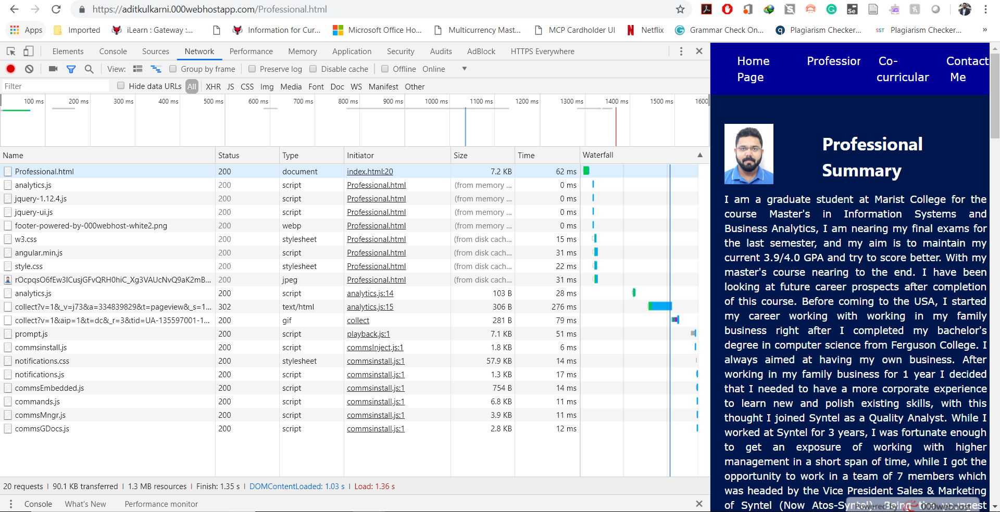 https://aditkulkarni.000webhostapp.com/Professional.html
Apps Imported iLearn : Gateway :... Information for Cur... Microsoft Office Ho... Multicurrency Mast... MCP Cardholder UI Netflix Grammar Check On... Plagiarism Checker... SST Plagiarism Checker... »
Elements Console Sources Network Performance Memory Application Security Audits AdBlock HTTPS Everywhere
View: Group by frame Preserve log Disable cache Offline Online
Filter Hide data URLs All XHR JS CSS Img Media Font Doc WS Manifest Other
100 ms 200 ms 300 ms 400 ms 500 ms 600 ms 700 ms 800 ms 900 ms 1000 ms 1100 ms 1200 ms 1300 ms 1400 ms 1500 ms 1600
Name Status Type Initiator Size Time Waterfall
Professional.html 200 document index.html:20 7.2 KB 62 ms
analytics.js 200 script Professional.html (from memory ... 0 ms
jquery-1.12.4.js 200 script Professional.html (from memory ... 0 ms
jquery-ui.js 200 script Professional.html (from memory ... 0 ms
footer-powered-by-000webhost-white2.png 200 webp Professional.html (from memory ... 0 ms
w3.css 200 stylesheet Professional.html (from disk cach... 15 ms
angular.min.js 200 script Professional.html (from disk cach... 31 ms
style.css 200 stylesheet Professional.html (from disk cach... 22 ms
rOcpqsO6fEw3ICusjGFvQRH0hiC_Xg3VAUcNvQ9aK2mB... 200 jpeg Professional.html (from disk cach... 31 ms
analytics.js 200 script analytics.js:14 103 B 28 ms
collect?v=1&_v=j73&a=334839829&t=pageview&_s=1... 302 text/html analytics.js:15 306 B 276 ms
collect?v=1&aip=1&t=dc&_r=3&tid=UA-135597001-1... 200 gif collect 281 B 79 ms
prompt.js 200 script playback.js:1 7.1 KB 51 ms
commsinstall.js 200 script commsInject.js:1 1.8 KB 6 ms
notifications.css 200 stylesheet commsinstall.js:1 57.9 KB 14 ms
notifications.js 200 script commsinstall.js:1 1.3 KB 17 ms
commsEmbedded.js 200 script commsinstall.js:1 754 B 14 ms
commands.js 200 script commsinstall.js:1 6.8 KB 11 ms
commsMngr.js 200 script commsinstall.js:1 3.9 KB 11 ms
commsGDocs.js 200 script commsinstall.js:1 2.8 KB 12 ms
20 requests | 90.1 KB transferred | 1.3 MB resources | Finish: 1.35 s | DOMContentLoaded: 1.03 s | Load: 1.36 s
Console What's New Performance monitor
Home Professior Co- Contact
Page curricular Me
Professional
Summary
I am a graduate student at Marist College for the
course Master's in Information Systems and
Business Analytics, I am nearing my final exams for
the last semester, and my aim is to maintain my
current 3.9/4.0 GPA and try to score better. With my
master's course nearing to the end. I have been
looking at future career prospects after completion
of this course. Before coming to the USA, I started
my career working with working in my family
business right after I completed my bachelor's
degree in computer science from Ferguson College. I
always aimed at having my own business. After
working in my family business for 1 year I decided
that I needed to have a more corporate experience
to learn new and polish existing skills, with this
thought I joined Syntel as a Quality Analyst. While I
worked at Syntel for 3 years, I was fortunate enough
to get an exposure of working with higher
management in a short span of time, while I got the
opportunity to work in a team of 7 members which
was headed by the Vice President Sales & Marketing
of Syntel (Now Atos-Syntel). Being the youngest
Powered by 000webhost